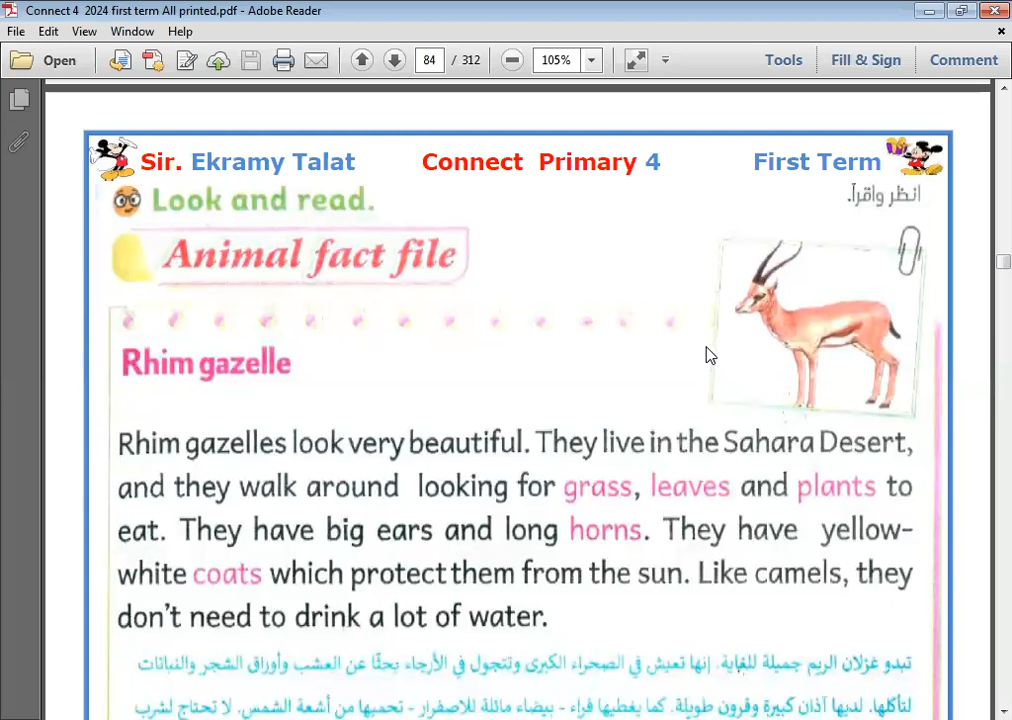 Connect 4 2024 first term All printed.pdf - Adobe Reader
File Edit View Window Help
Open 84 / 312 105% Tools Fill & Sign Comment
Sir. Ekramy Talat Connect Primary 4 First Term
Look and read. انظر واقرأ.
Animal fact file
Rhim gazelle
Rhim gazelles look very beautiful. They live in the Sahara Desert,
and they walk around looking for grass, leaves and plants to
eat. They have big ears and long horns. They have yellow-
white coats which protect them from the sun. Like camels, they
don't need to drink a lot of water.
تبدو غزلان الريم جميلة للغاية. إنها تعيش في الصحراء الكبرى وتتجول في الأرجاء بحثًا عن العشب وأوراق الشجر والنباتات
لتأكلها. لديها آذان كبيرة وقرون طويلة. كما يغطيها فراء - بيضاء مائلة للاصفرار - تحميها من أشعة الشمس. لا تحتاج لشرب